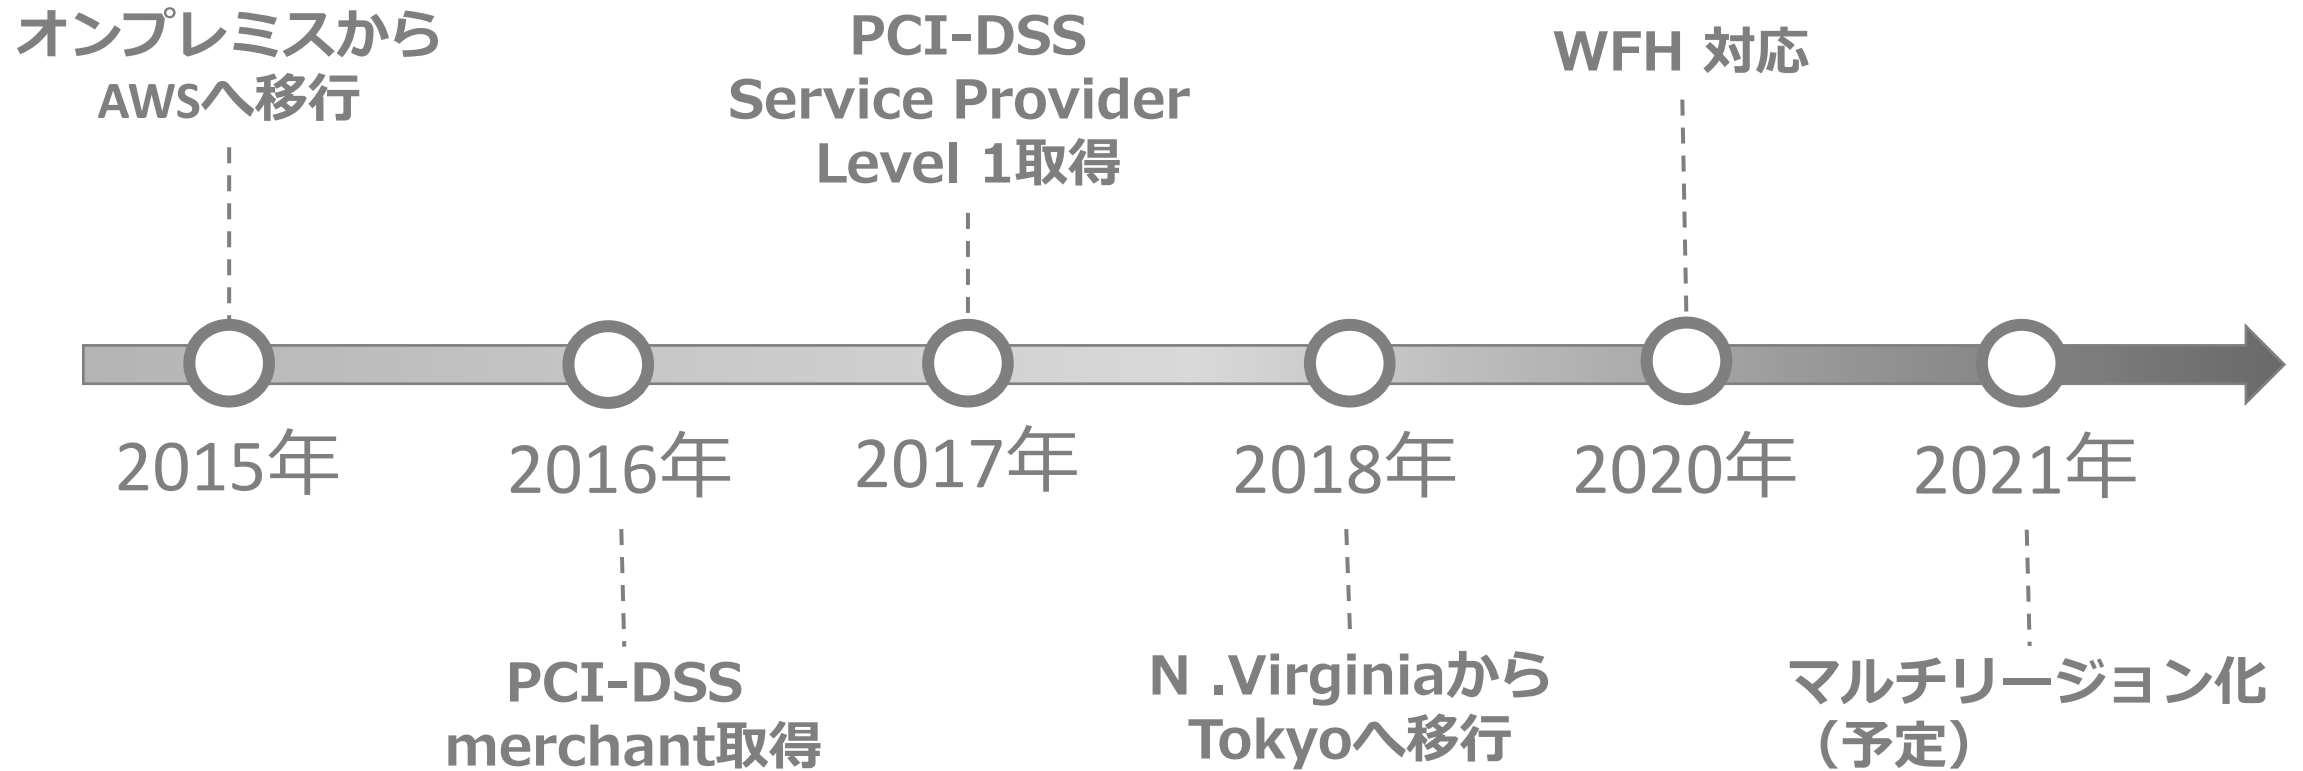 オンプレミスから
AWSへ移行
PCI-DSS
Service Provider
Level 1取得
WFH 対応
2015年
2016年
2017年
2018年
2020年
2021年
PCI-DSS
merchant取得
N .Virginiaから
Tokyoへ移行
マルチリージョン化
（予定）